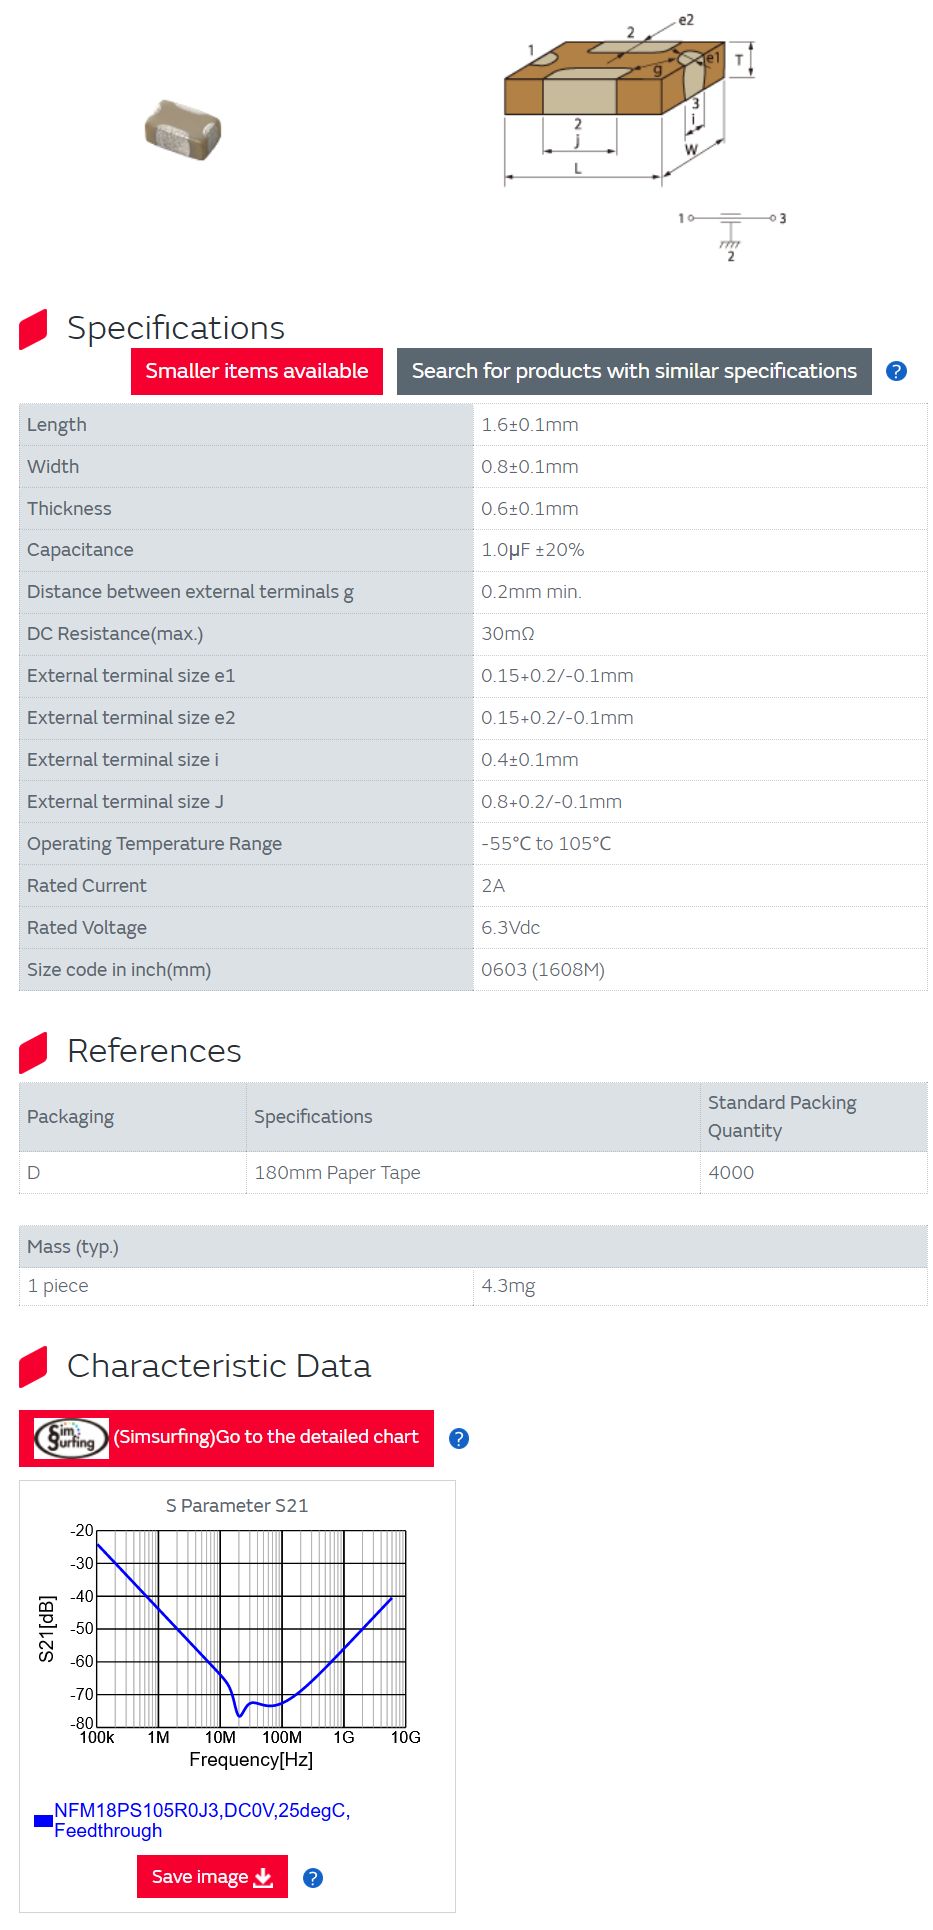 e2
2
1
e1
T
g
3
i
2
j
W
L
1
3
2
Specifications
Smaller items available
Search for products with similar specifications
?
Length 1.6±0.1mm
Width 0.8±0.1mm
Thickness 0.6±0.1mm
Capacitance 1.0μF ±20%
Distance between external terminals g 0.2mm min.
DC Resistance(max.) 30mΩ
External terminal size e1 0.15+0.2/-0.1mm
External terminal size e2 0.15+0.2/-0.1mm
External terminal size i 0.4±0.1mm
External terminal size J 0.8+0.2/-0.1mm
Operating Temperature Range -55℃ to 105℃
Rated Current 2A
Rated Voltage 6.3Vdc
Size code in inch(mm) 0603 (1608M)
References
Packaging Specifications Standard Packing
Quantity
D 180mm Paper Tape 4000
Mass (typ.)
1 piece 4.3mg
Characteristic Data
Sim Surfing (Simsurfing)Go to the detailed chart ?
S Parameter S21
-20
-30
-40
-50
-60
-70
-80
S21[dB]
100k 1M 10M 100M 1G 10G
Frequency[Hz]
NFM18PS105R0J3,DC0V,25degC,
Feedthrough
Save image ?